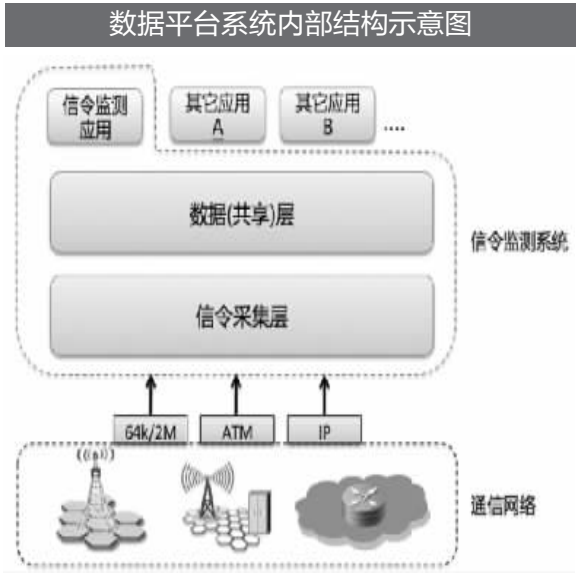 数据平台系统内部结构示意图
信令监测
应用
其它应用
A
其它应用
B
....
数据(共享)层
信令监测系统
信令采集层
64k/2M
ATM
IP
通信网络